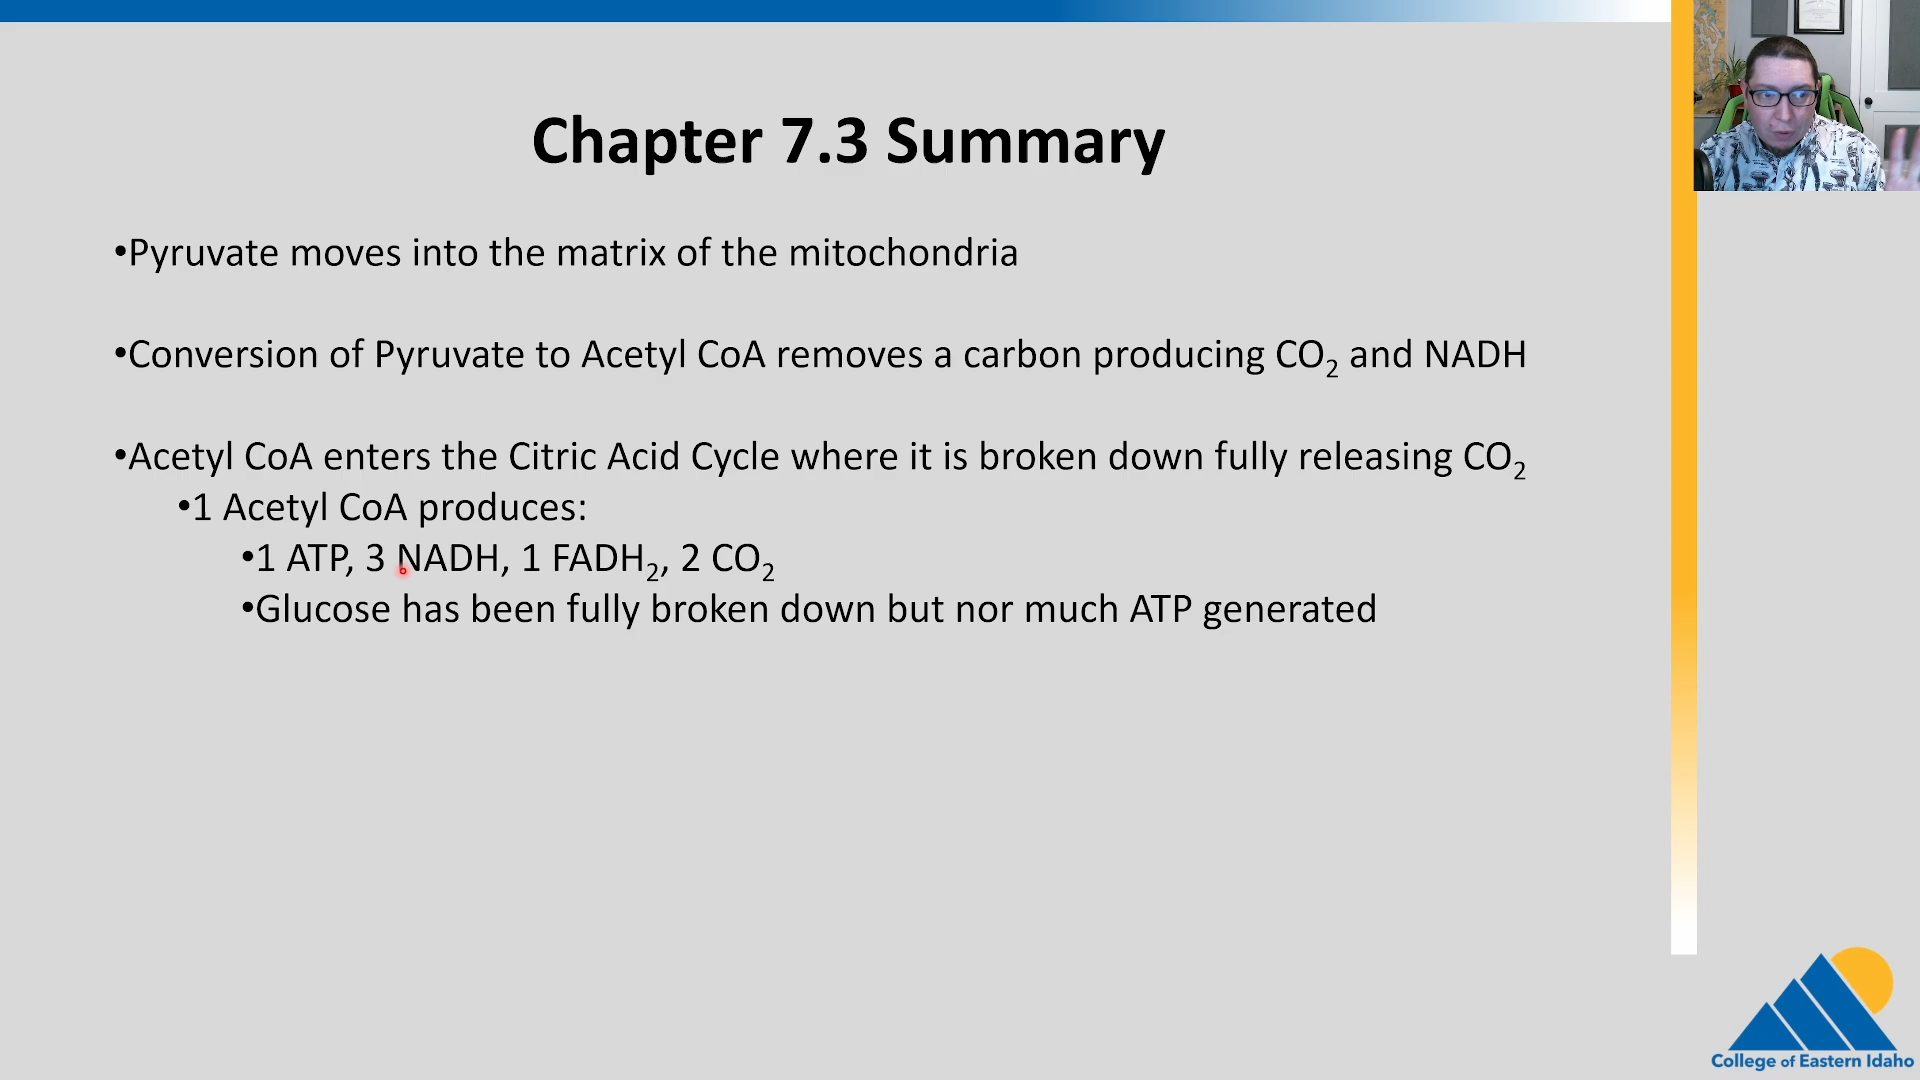 Chapter 7.3 Summary
•Pyruvate moves into the matrix of the mitochondria
•Conversion of Pyruvate to Acetyl CoA removes a carbon producing CO₂ and NADH
•Acetyl CoA enters the Citric Acid Cycle where it is broken down fully releasing CO₂
•1 Acetyl CoA produces:
•1 ATP, 3 NADH, 1 FADH₂, 2 CO₂
•Glucose has been fully broken down but nor much ATP generated
College of Eastern Idaho